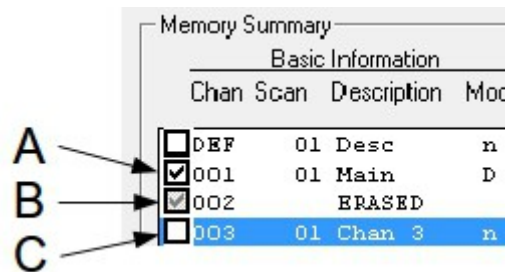 Memory Summary
Basic Information
Chan Scan Description Mod
DEF 01 Desc n
A 001 01 Main D
B 002 ERASED
C 003 01 Chan 3 n